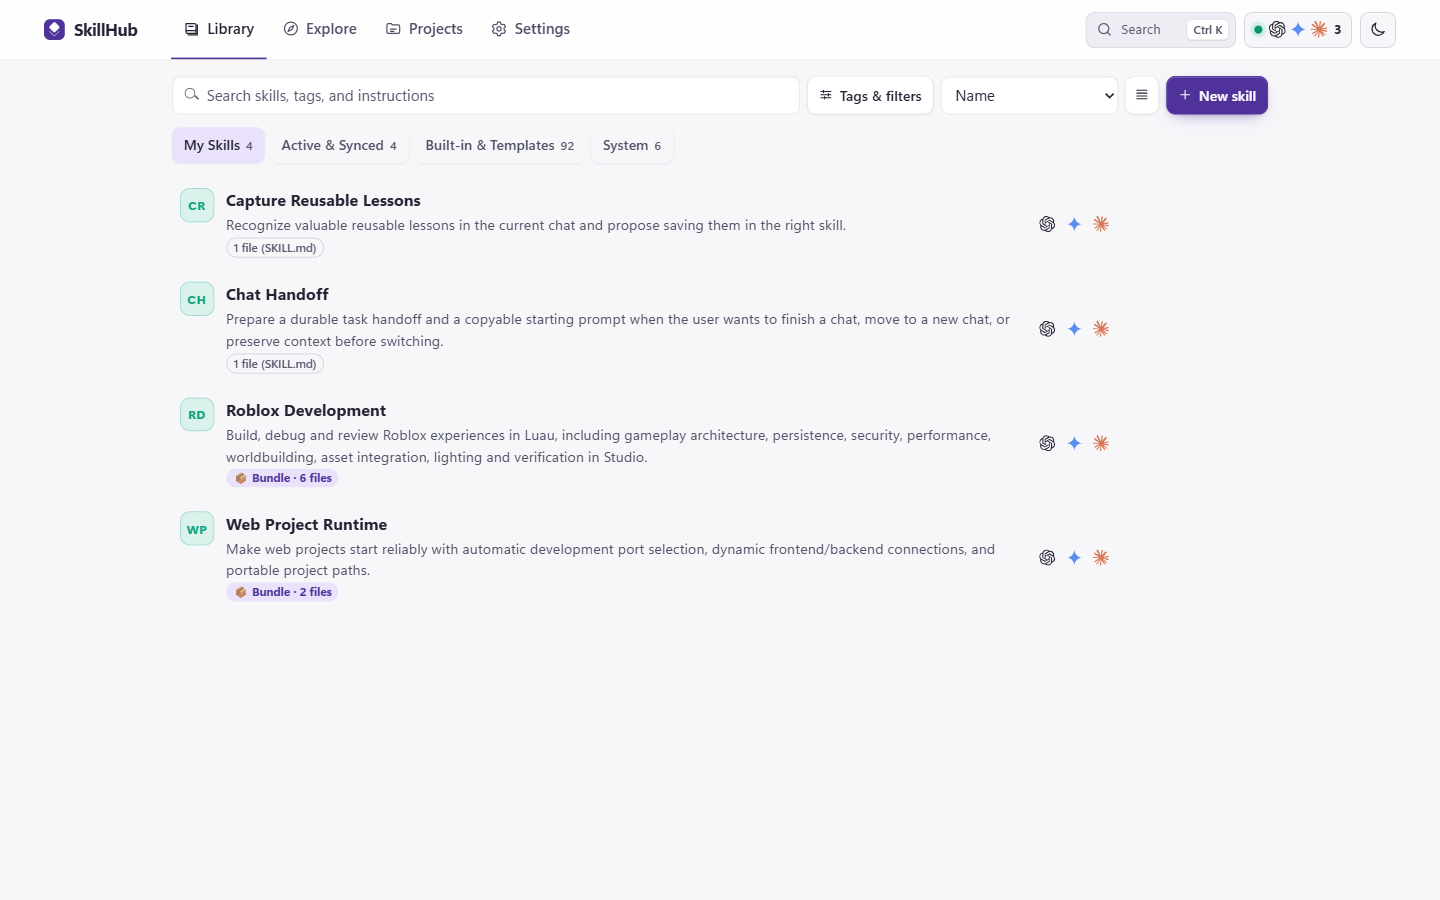 SkillHub
Library
Explore
Projects
Settings
Search
Ctrl K
3
Search skills, tags, and instructions
Tags & filters
Name
New skill
My Skills 4
Active & Synced 4
Built-in & Templates 92
System 6
CR
Capture Reusable Lessons
Recognize valuable reusable lessons in the current chat and propose saving them in the right skill.
1 file (SKILL.md)
CH
Chat Handoff
Prepare a durable task handoff and a copyable starting prompt when the user wants to finish a chat, move to a new chat, or
preserve context before switching.
1 file (SKILL.md)
RD
Roblox Development
Build, debug and review Roblox experiences in Luau, including gameplay architecture, persistence, security, performance,
worldbuilding, asset integration, lighting and verification in Studio.
Bundle · 6 files
WP
Web Project Runtime
Make web projects start reliably with automatic development port selection, dynamic frontend/backend connections, and
portable project paths.
Bundle · 2 files